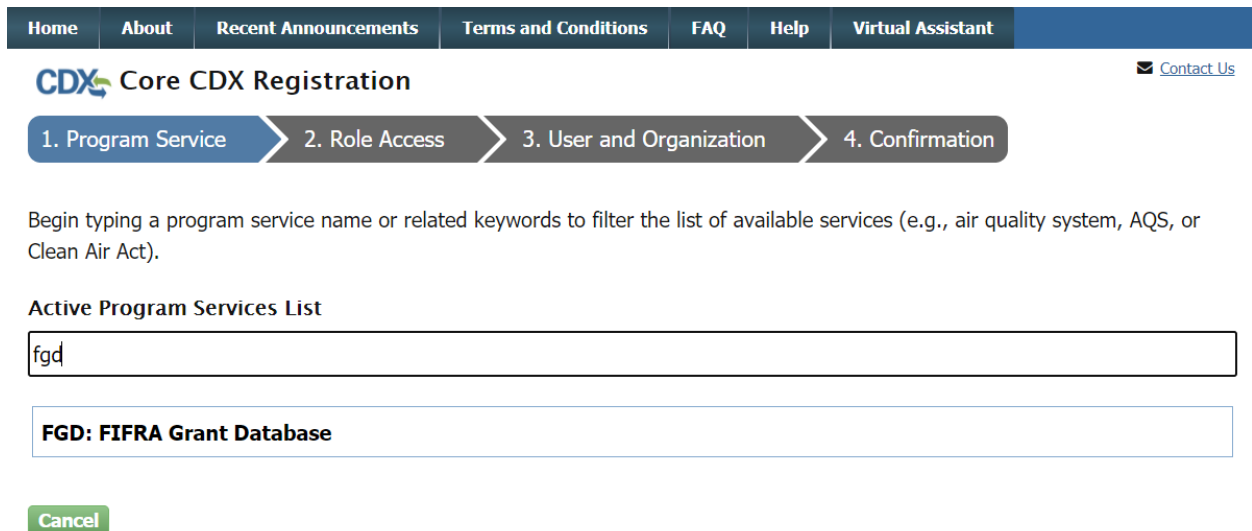 Home About Recent Announcements Terms and Conditions FAQ Help Virtual Assistant
CDX Core CDX Registration
Contact Us
1. Program Service 2. Role Access 3. User and Organization 4. Confirmation
Begin typing a program service name or related keywords to filter the list of available services (e.g., air quality system, AQS, or
Clean Air Act).
Active Program Services List
fgd
FGD: FIFRA Grant Database
Cancel